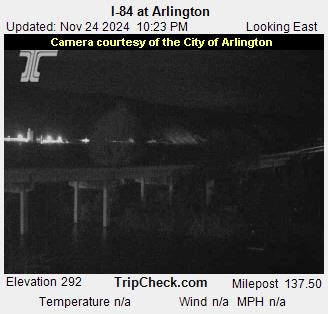 I-84 at Arlington
Updated: Nov 24 2024 10:23 PM Looking East
Camera courtesy of the City of Arlington
Elevation 292 TripCheck.com Milepost 137.50
Temperature n/a Wind n/a MPH n/a